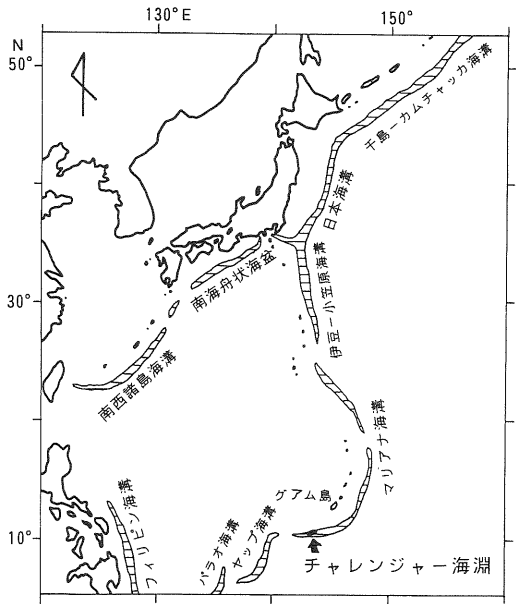 130°E
150°
N
50°
千島ーカムチャッカ海溝
日本海溝
南海舟状海盆
伊豆ー小笠原海溝
30°
南西諸島海溝
マリアナ海溝
グアム島
フィリピン海溝
パラオ海溝
ヤップ海溝
10°
チャレンジャー海淵